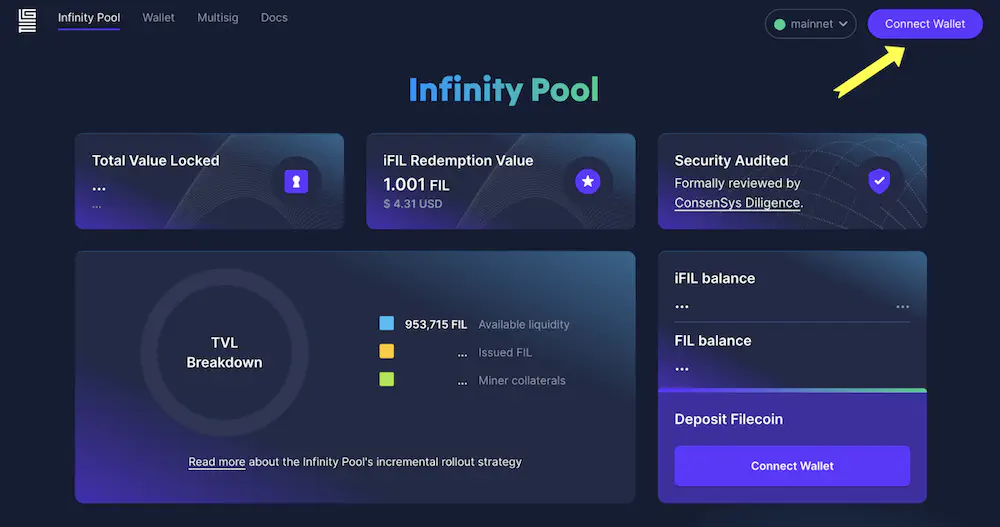 Infinity Pool
Wallet
Multisig
Docs
mainnet
Connect Wallet
Infinity Pool
Total Value Locked
...
...
iFIL Redemption Value
1.001 FIL
$ 4.31 USD
Security Audited
Formally reviewed by
ConsenSys Diligence.
TVL
Breakdown
953,715 FIL Available liquidity
... Issued FIL
... Miner collaterals
Read more about the Infinity Pool's incremental rollout strategy
iFIL balance
... ...
FIL balance
...
Deposit Filecoin
Connect Wallet